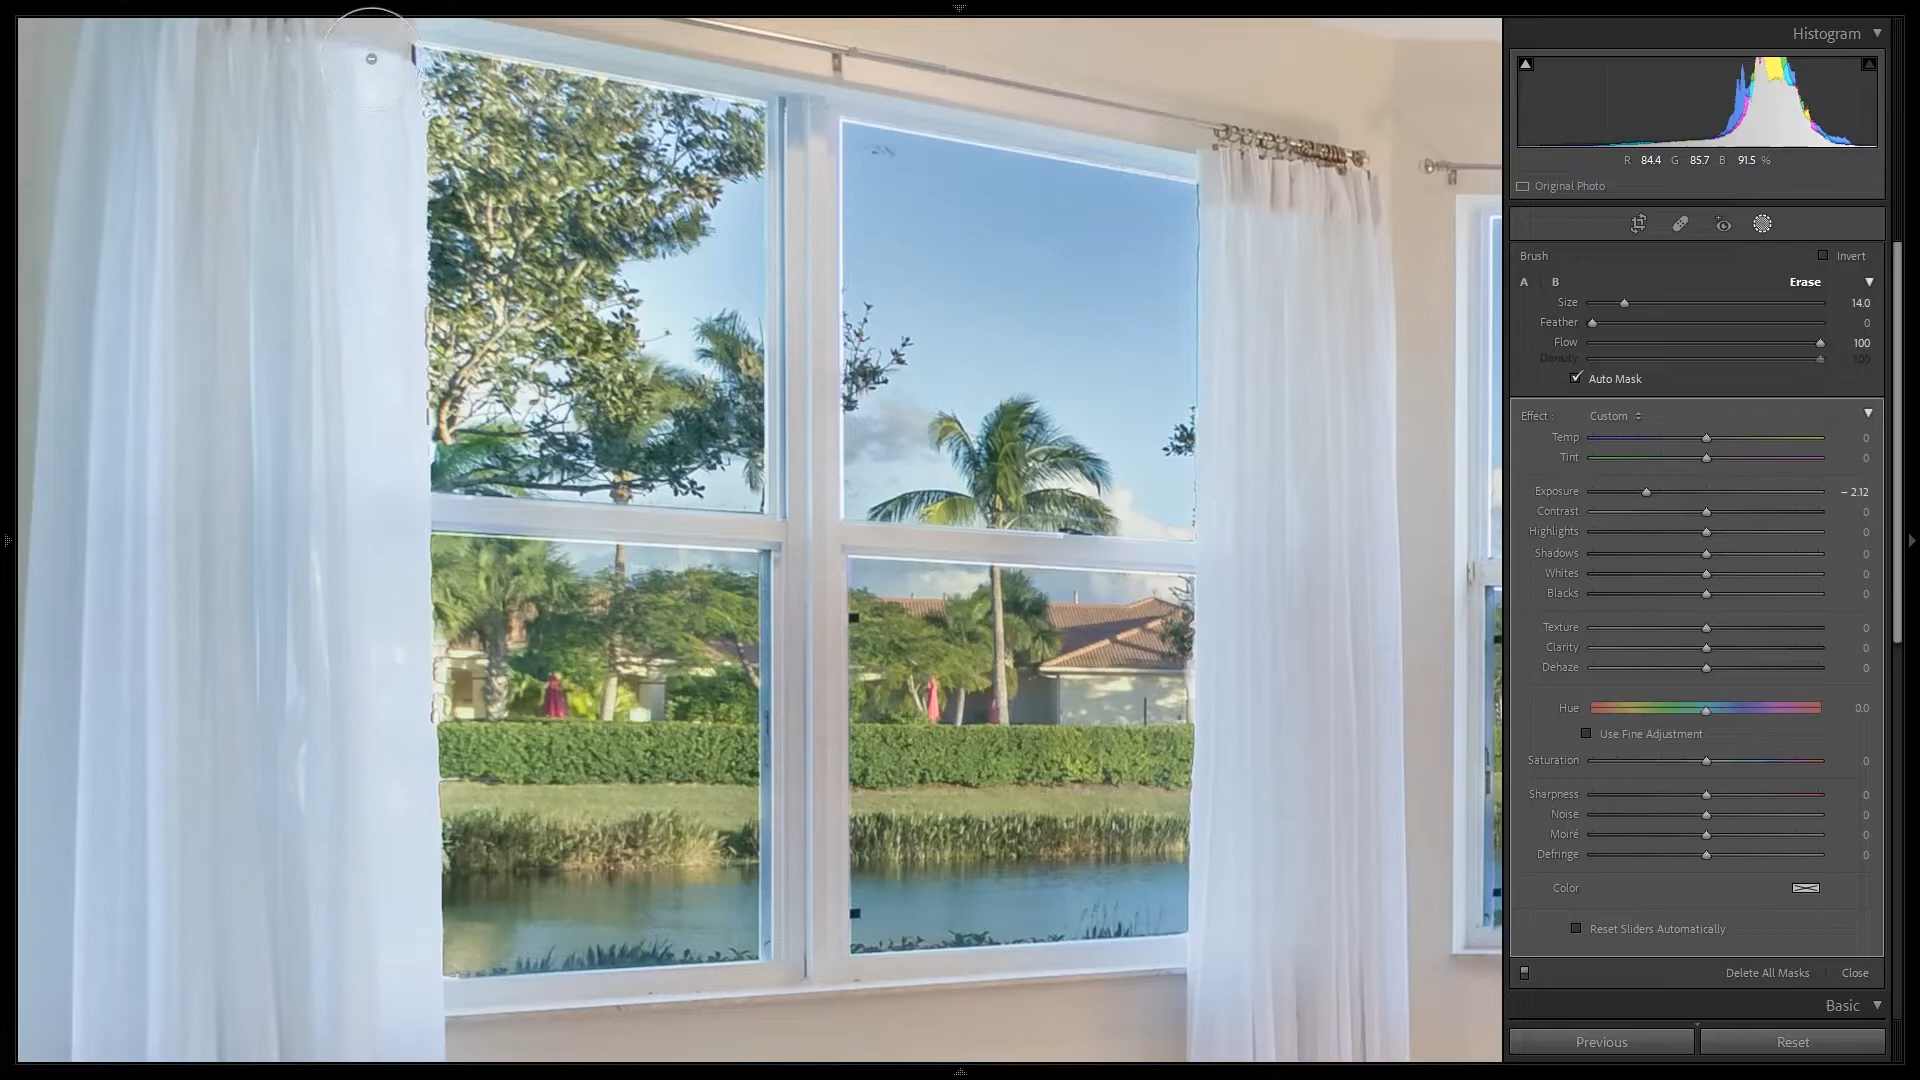 Histogram
R 84.4 G 85.7 B 91.5 %
Original Photo
Brush Invert
A B Erase
Size 14.0
Feather 0
Flow 100
Density 100
Auto Mask
Effect : Custom
Temp 0
Tint 0
Exposure – 2.12
Contrast 0
Highlights 0
Shadows 0
Whites 0
Blacks 0
Texture 0
Clarity 0
Dehaze 0
Hue 0.0
Use Fine Adjustment
Saturation 0
Sharpness 0
Noise 0
Moiré 0
Defringe 0
Color
Reset Sliders Automatically
Delete All Masks Close
Basic
Previous Reset